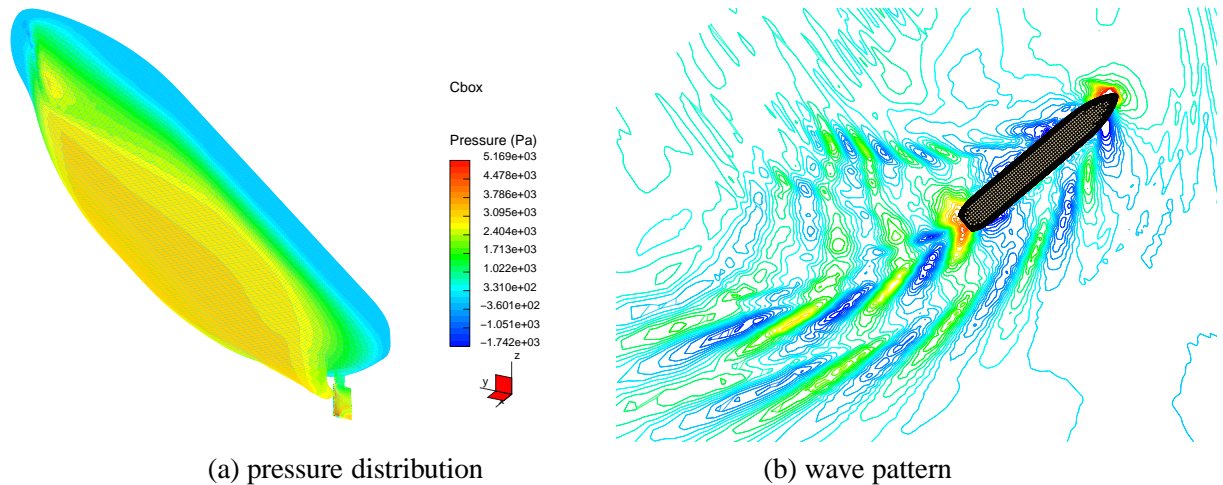 Cbox
Pressure (Pa)
5.169e+03
4.478e+03
3.786e+03
3.095e+03
2.404e+03
1.713e+03
1.022e+03
3.310e+02
−3.601e+02
−1.051e+03
−1.742e+03
z
y
x
(a) pressure distribution
(b) wave pattern